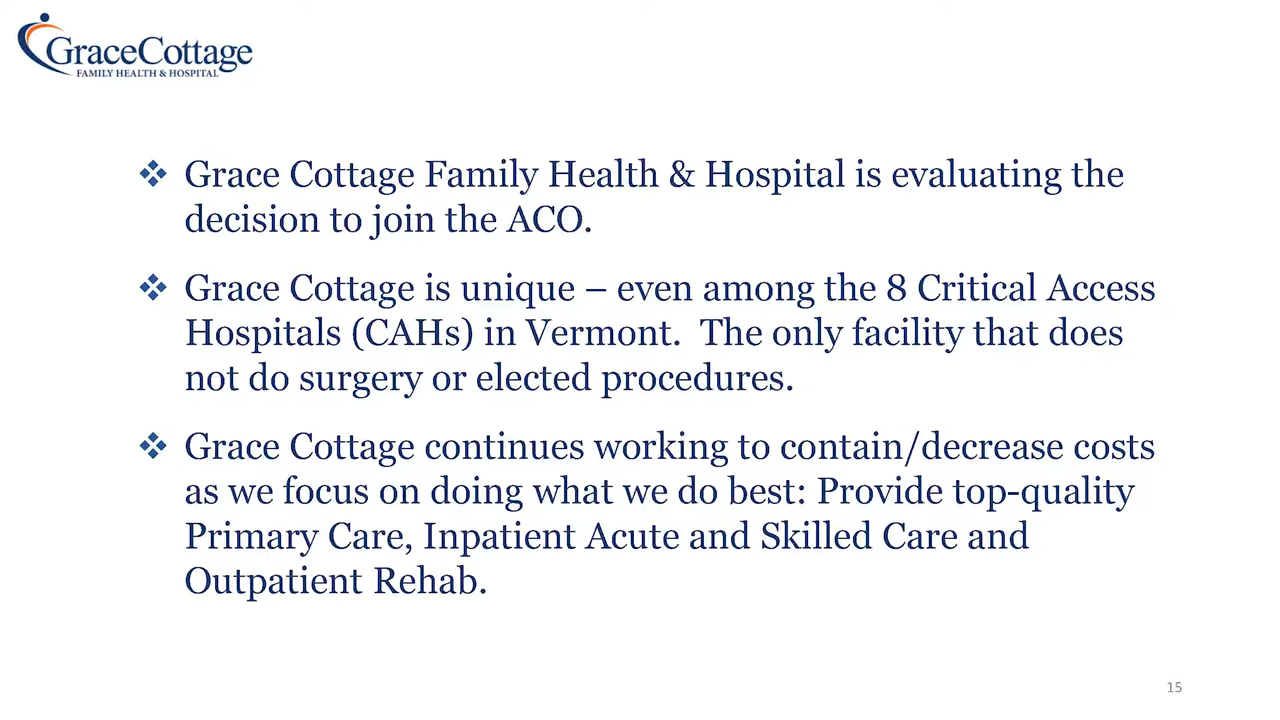 GraceCottage
FAMILY HEALTH & HOSPITAL
❖ Grace Cottage Family Health & Hospital is evaluating the
decision to join the ACO.
❖ Grace Cottage is unique – even among the 8 Critical Access
Hospitals (CAHs) in Vermont.  The only facility that does
not do surgery or elected procedures.
❖ Grace Cottage continues working to contain/decrease costs
as we focus on doing what we do best: Provide top-quality
Primary Care, Inpatient Acute and Skilled Care and
Outpatient Rehab.
15